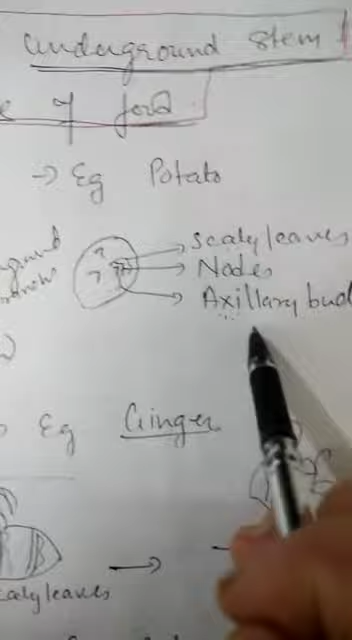 underground stem
of food
→ Eg Potato
Scaly leaves
Nodes
Axillary bud
Eg Ginger
scaly leaves